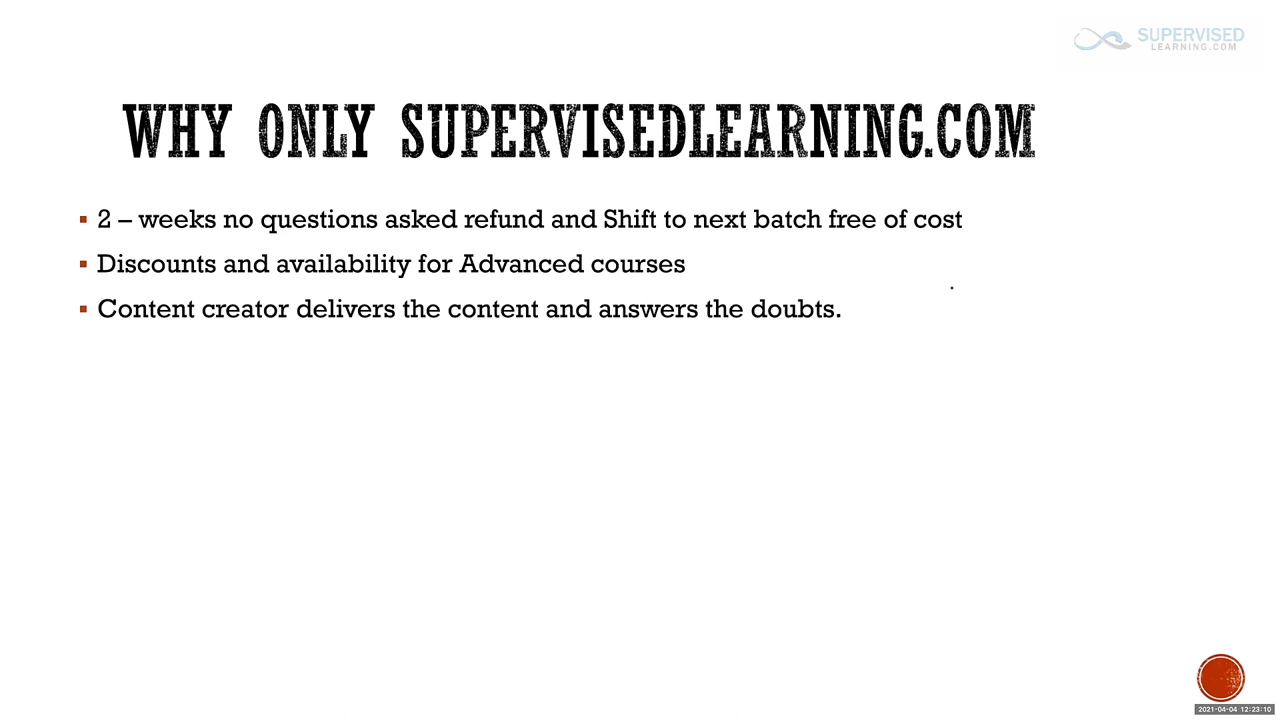 SUPERVISED
LEARNING.COM
WHY ONLY SUPERVISEDLEARNING.COM
2 – weeks no questions asked refund and Shift to next batch free of cost
Discounts and availability for Advanced courses
Content creator delivers the content and answers the doubts.
2021-04-04 12:23:10